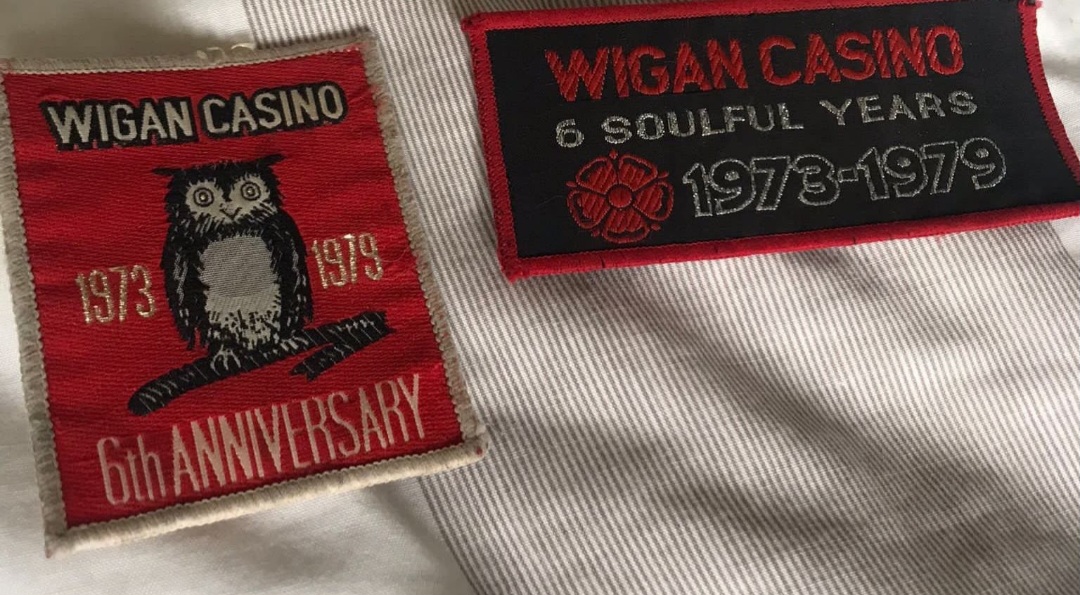 WIGAN CASINO
1973 1979
6th ANNIVERSARY
WIGAN CASINO
6 SOULFUL YEARS
1973-1979